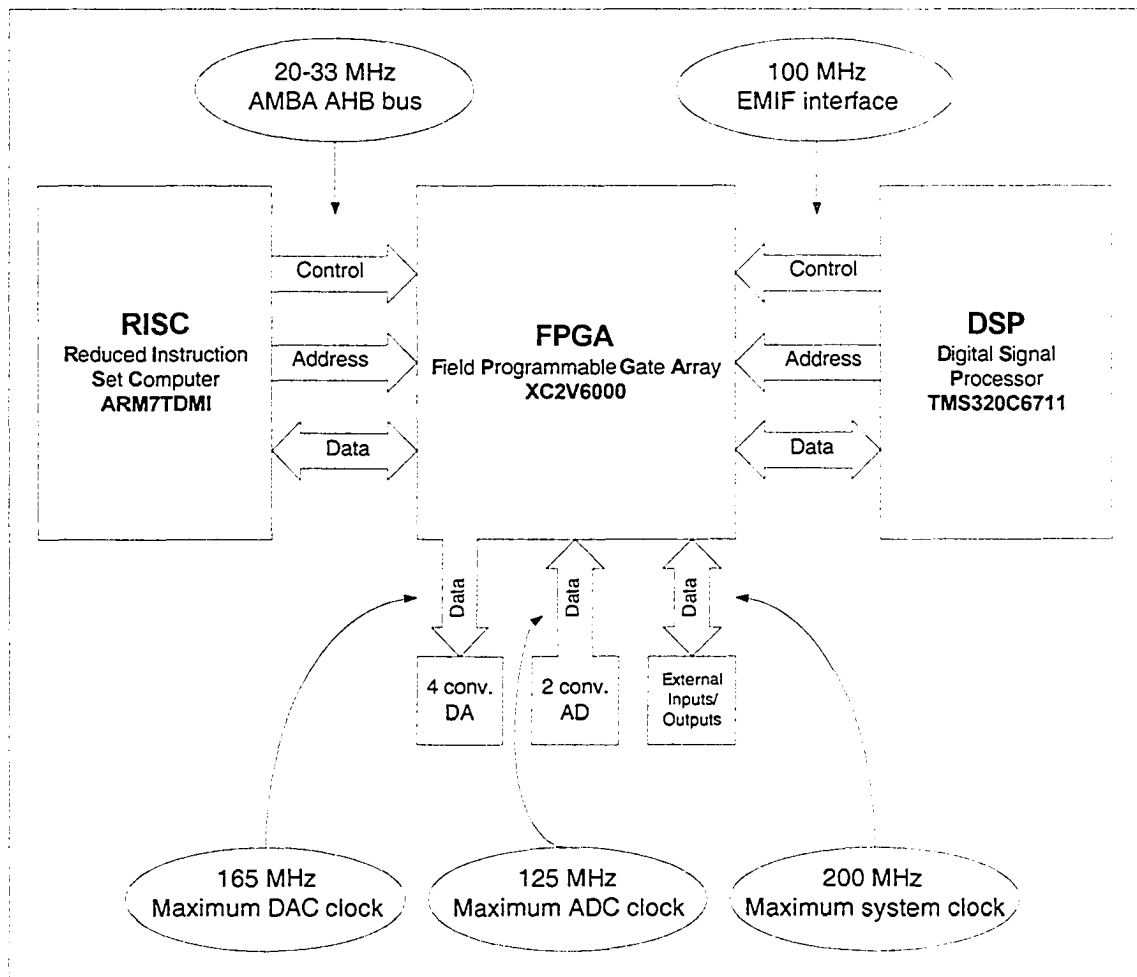 20-33 MHz
AMBA AHB bus
100 MHz
EMIF interface
RISC
Reduced Instruction
Set Computer
ARM7TDMI
Control
Address
Data
FPGA
Field Programmable Gate Array
XC2V6000
Control
Address
Data
DSP
Digital Signal
Processor
TMS320C6711
Data
Data
Data
4 conv.
DA
2 conv.
AD
External
Inputs/
Outputs
165 MHz
Maximum DAC clock
125 MHz
Maximum ADC clock
200 MHz
Maximum system clock